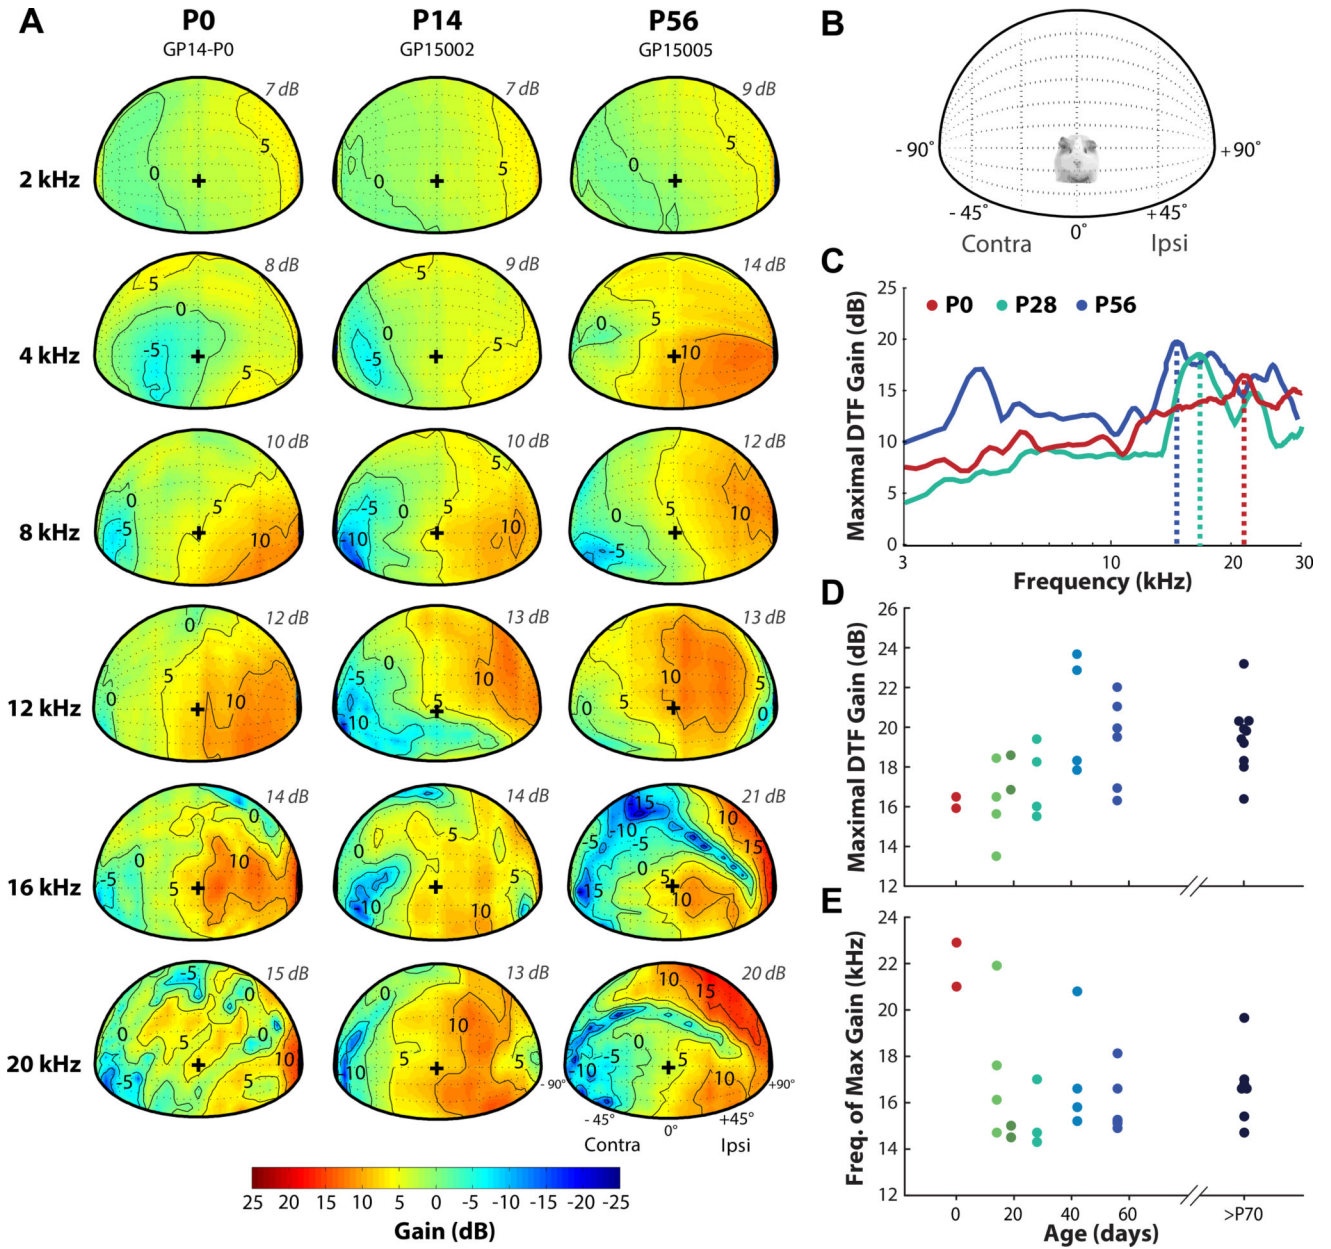 A
P0
P14
P56
GP14-P0
GP15002
GP15005
2 kHz
7 dB
0
5
7 dB
0
5
9 dB
0
5
4 kHz
8 dB
5
0
-5
5
9 dB
5
0
-5
5
14 dB
0
5
10
8 kHz
10 dB
0
-5
5
10
10 dB
5
-5
0
5
-10
10
12 dB
0
5
10
-5
12 kHz
12 dB
0
5
0
10
13 dB
0
10
5
-10
13 dB
10
5
5
0
16 kHz
14 dB
0
0
10
5
-5
14 dB
5
0
-10
10
0
21 dB
-15
10
-10
-5
-5
15
0
5
-15
10
20 kHz
15 dB
-5
0
0
5
10
-5
5
13 dB
0
10
5
5
-10
20 dB
10
15
-5
0
5
-10
10
- 90°
+90°
- 45°
+45°
0°
Contra
Ipsi
25 20 15 10 5 0 -5 -10 -15 -20 -25
Gain (dB)
B
- 90°
+90°
- 45°
+45°
0°
Contra
Ipsi
C
P0
P28
P56
Maximal DTF Gain (dB)
25
20
15
10
5
0
3 10 20 30
Frequency (kHz)
D
Maximal DTF Gain (dB)
26
24
22
20
18
16
14
12
E
Freq. of Max Gain (kHz)
24
22
20
18
16
14
12
0 20 40 60 >P70
Age (days)